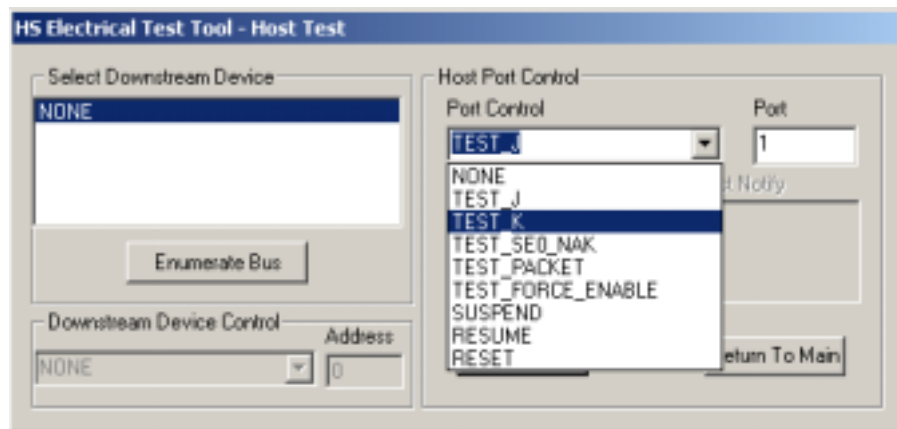 HS Electrical Test Tool - Host Test
Select Downstream Device
NONE
Enumerate Bus
Downstream Device Control
Address
NONE
0
Host Port Control
Port Control
Port
TEST_J
1
NONE
TEST_J
TEST_K
TEST_SE0_NAK
TEST_PACKET
TEST_FORCE_ENABLE
SUSPEND
RESUME
RESET
Notify
To Main